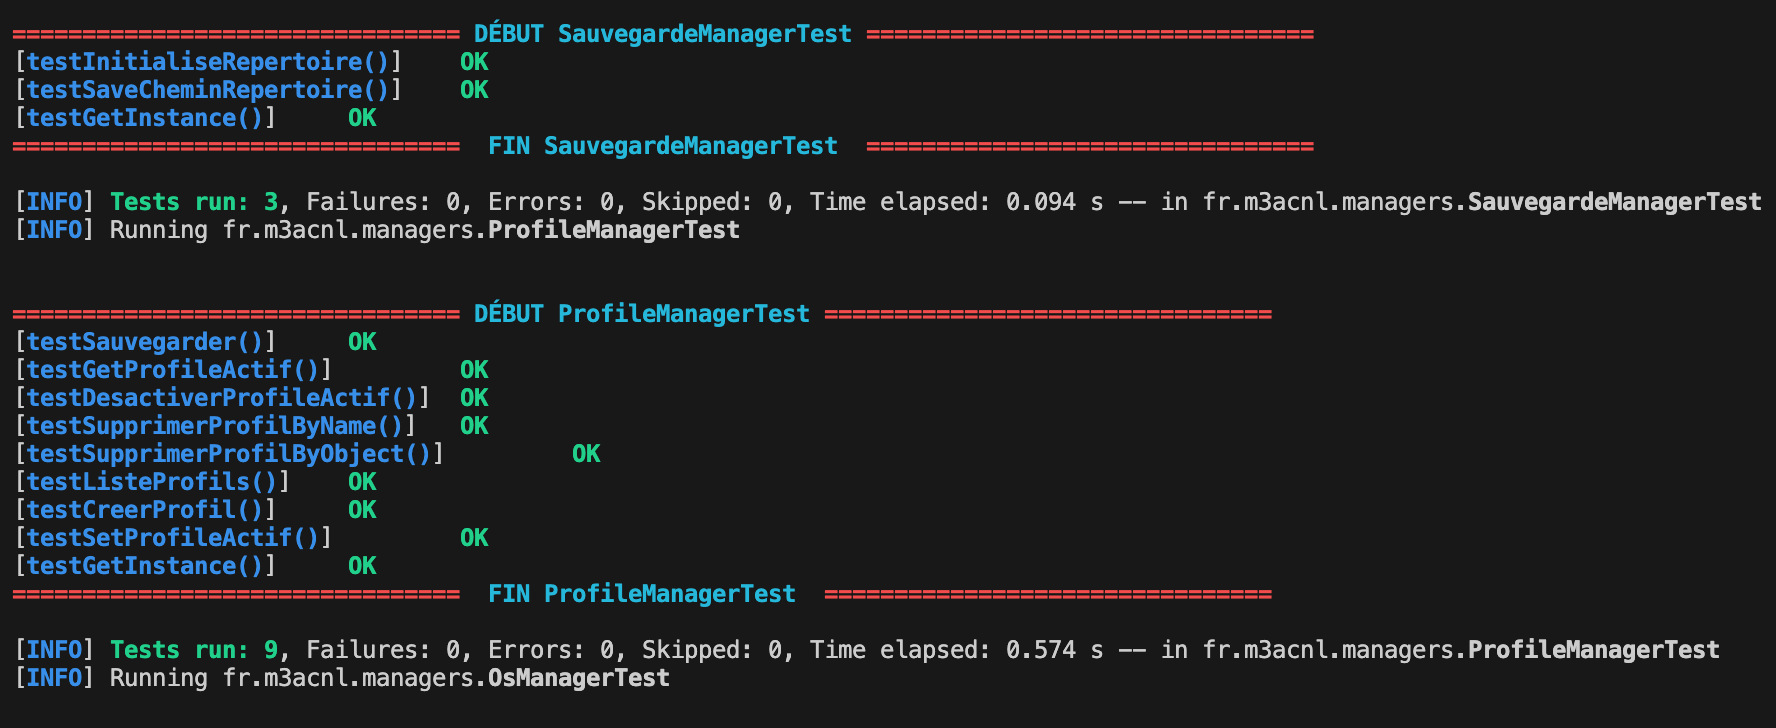 ================================ DÉBUT SauvegardeManagerTest ================================
[testInitialiseRepertoire()]    OK
[testSaveCheminRepertoire()]    OK
[testGetInstance()]     OK
================================  FIN SauvegardeManagerTest  ================================
[INFO] Tests run: 3, Failures: 0, Errors: 0, Skipped: 0, Time elapsed: 0.094 s -- in fr.m3acnl.managers.SauvegardeManagerTest
[INFO] Running fr.m3acnl.managers.ProfileManagerTest
================================ DÉBUT ProfileManagerTest ================================
[testSauvegarder()]     OK
[testGetProfileActif()]         OK
[testDesactiverProfileActif()]  OK
[testSupprimerProfilByName()]   OK
[testSupprimerProfilByObject()]         OK
[testListeProfils()]    OK
[testCreerProfil()]     OK
[testSetProfileActif()]         OK
[testGetInstance()]     OK
================================  FIN ProfileManagerTest  ================================
[INFO] Tests run: 9, Failures: 0, Errors: 0, Skipped: 0, Time elapsed: 0.574 s -- in fr.m3acnl.managers.ProfileManagerTest
[INFO] Running fr.m3acnl.managers.OsManagerTest